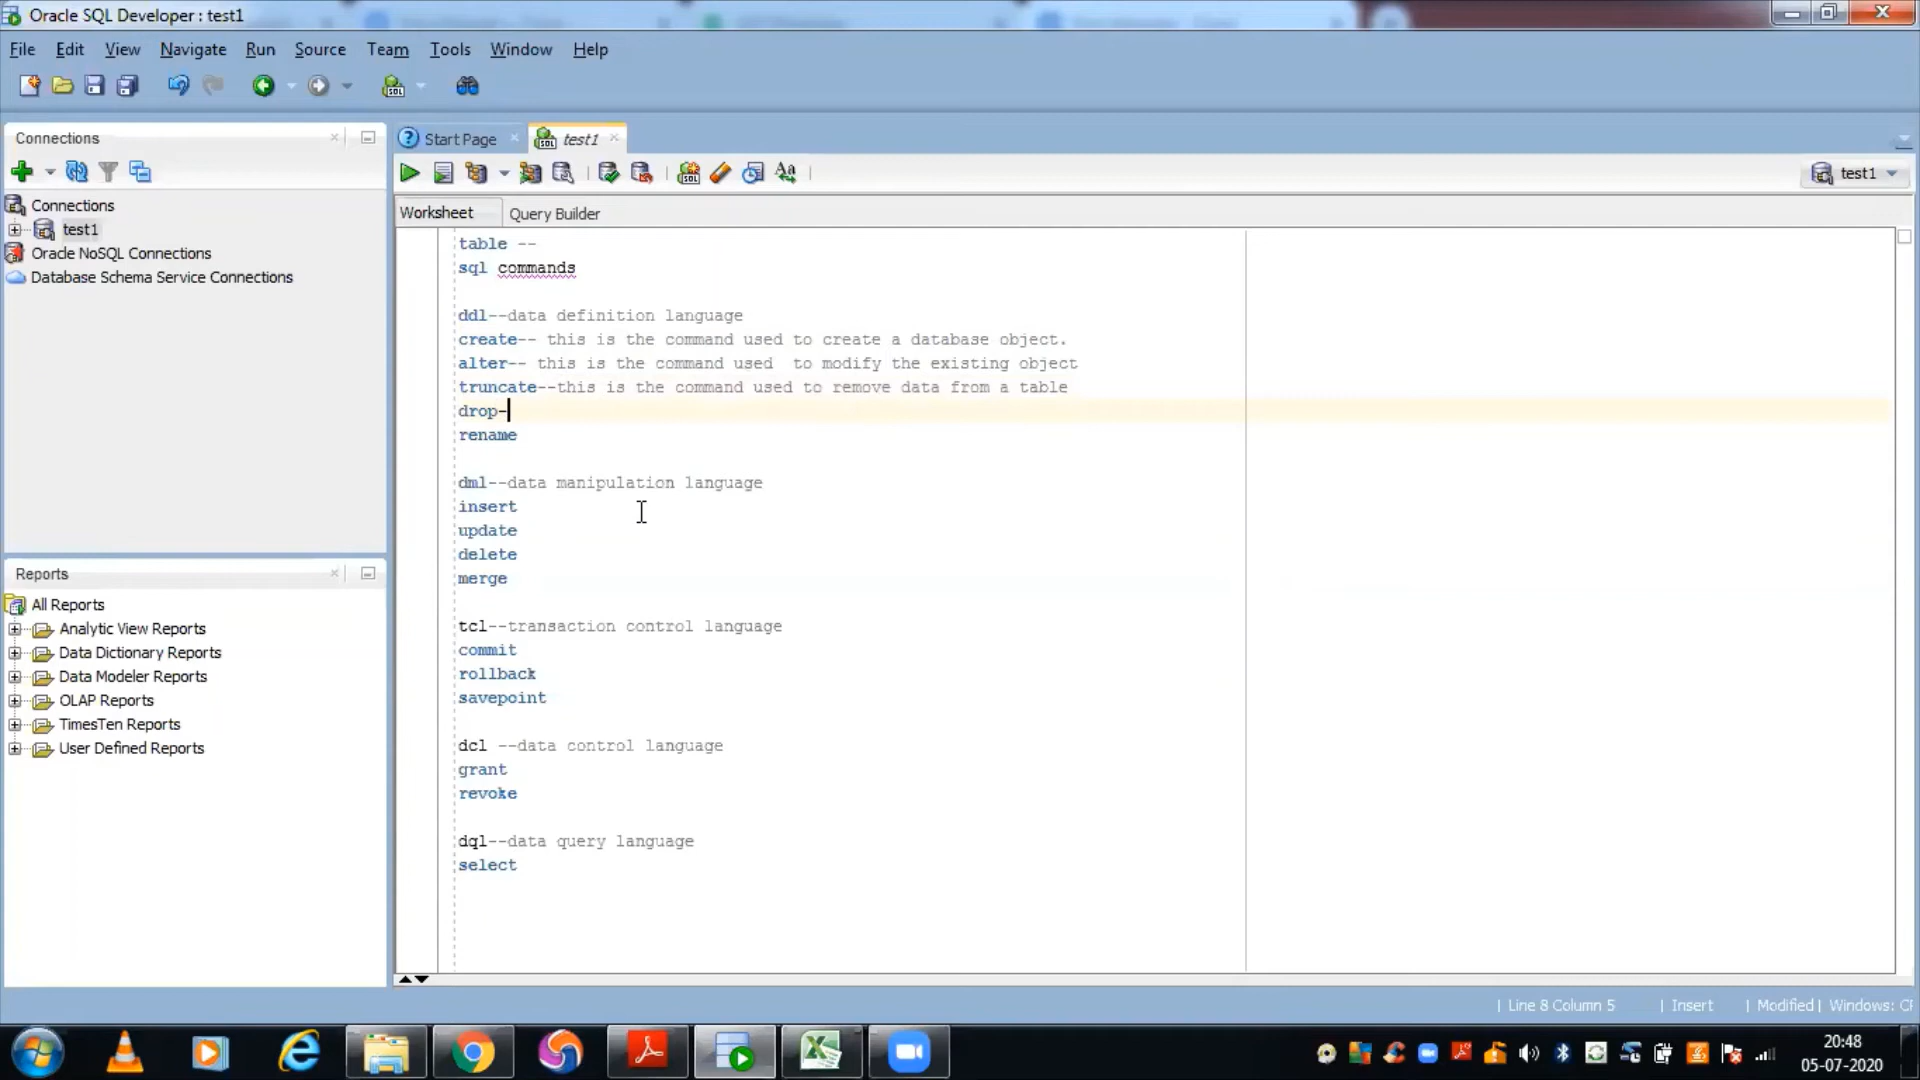 Oracle SQL Developer : test1
File Edit View Navigate Run Source Team Tools Window Help
Connections
Start Page
test1
test1
Worksheet
Query Builder
Connections
test1
Oracle NoSQL Connections
Database Schema Service Connections
table --
sql commands
ddl--data definition language
create-- this is the command used to create a database object.
alter-- this is the command used  to modify the existing object
truncate--this is the command used to remove data from a table
drop-
rename
dml--data manipulation language
insert
update
delete
merge
tcl--transaction control language
commit
rollback
savepoint
dcl --data control language
grant
revoke
dql--data query language
select
Reports
All Reports
Analytic View Reports
Data Dictionary Reports
Data Modeler Reports
OLAP Reports
TimesTen Reports
User Defined Reports
Line 8 Column 5 | Insert | Modified | Windows: C
20:48
05-07-2020